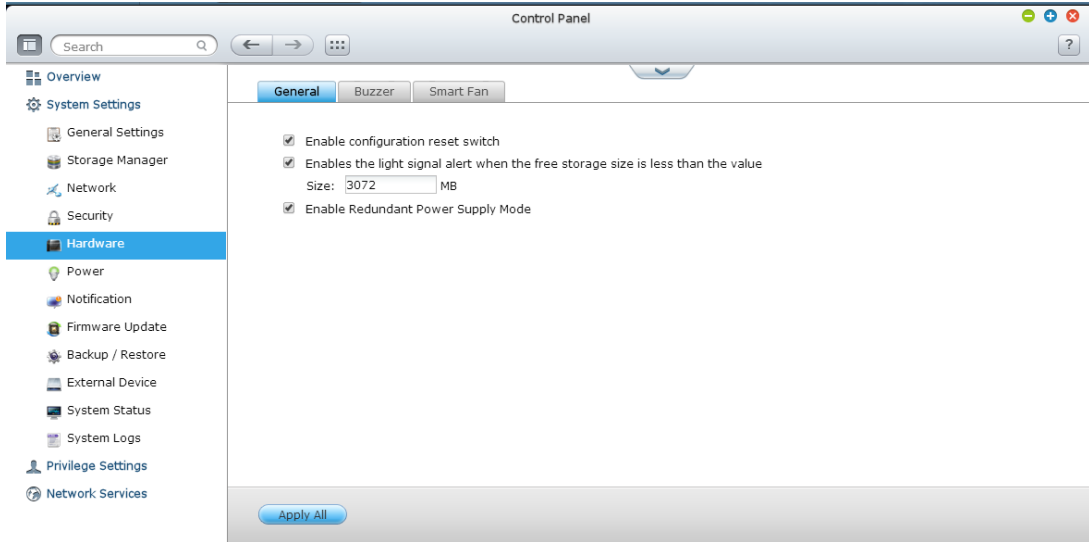 Control Panel
Search
?
Overview
System Settings
General Settings
Storage Manager
Network
Security
Hardware
Power
Notification
Firmware Update
Backup / Restore
External Device
System Status
System Logs
Privilege Settings
Network Services
General Buzzer Smart Fan
Enable configuration reset switch
Enables the light signal alert when the free storage size is less than the value
Size: 3072 MB
Enable Redundant Power Supply Mode
Apply All